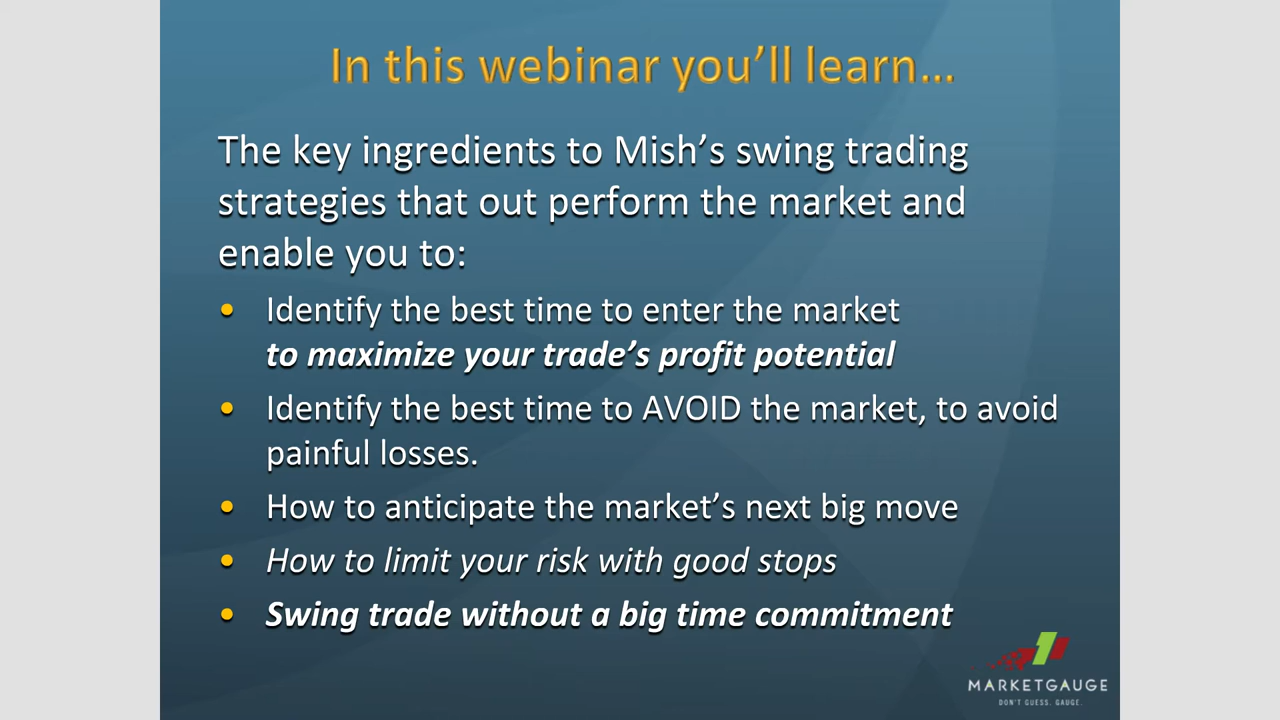 In this webinar you’ll learn...
The key ingredients to Mish’s swing trading
strategies that out perform the market and
enable you to:
• Identify the best time to enter the market
to maximize your trade’s profit potential
• Identify the best time to AVOID the market, to avoid
painful losses.
• How to anticipate the market’s next big move
• How to limit your risk with good stops
• Swing trade without a big time commitment
MARKETGAUGE
DON'T GUESS. GAUGE.